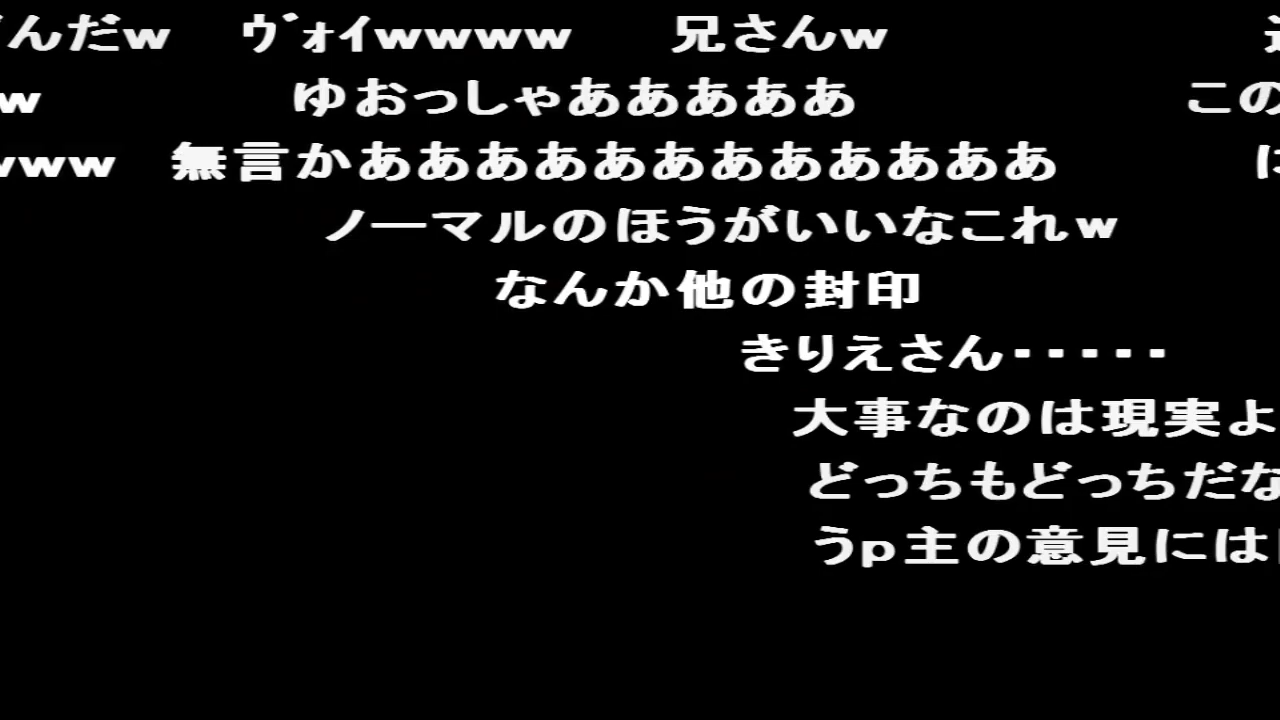 んだw ヴォイwwww 兄さんw
w ゆおっしゃあああああ この
www 無言かああああああああああああ に
ノーマルのほうがいいなこれw
なんか他の封印
きりえさん・・・・・
大事なのは現実よ
どっちもどっちだな
うp主の意見には